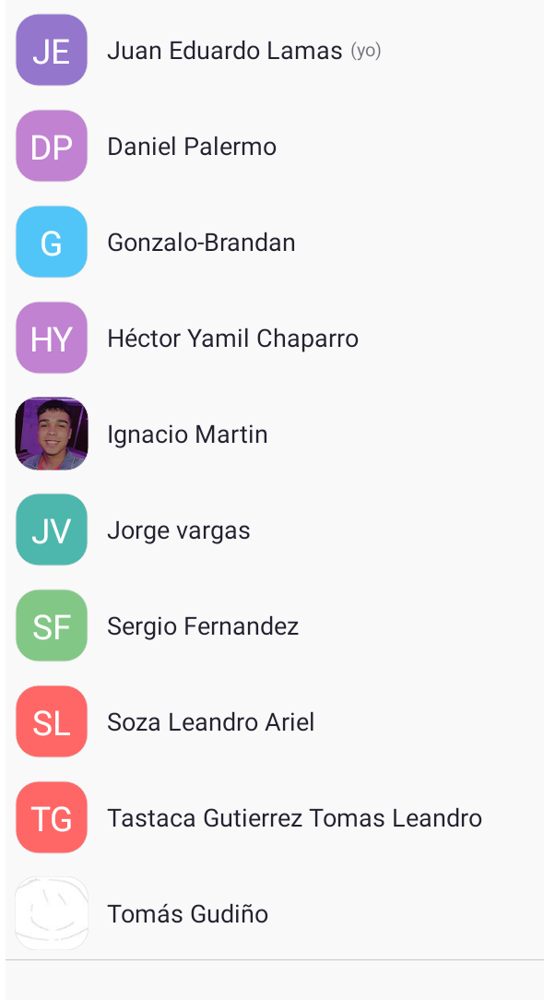 JE Juan Eduardo Lamas (yo)
DP Daniel Palermo
G Gonzalo-Brandan
HY Héctor Yamil Chaparro
Ignacio Martin
JV Jorge vargas
SF Sergio Fernandez
SL Soza Leandro Ariel
TG Tastaca Gutierrez Tomas Leandro
Tomás Gudiño